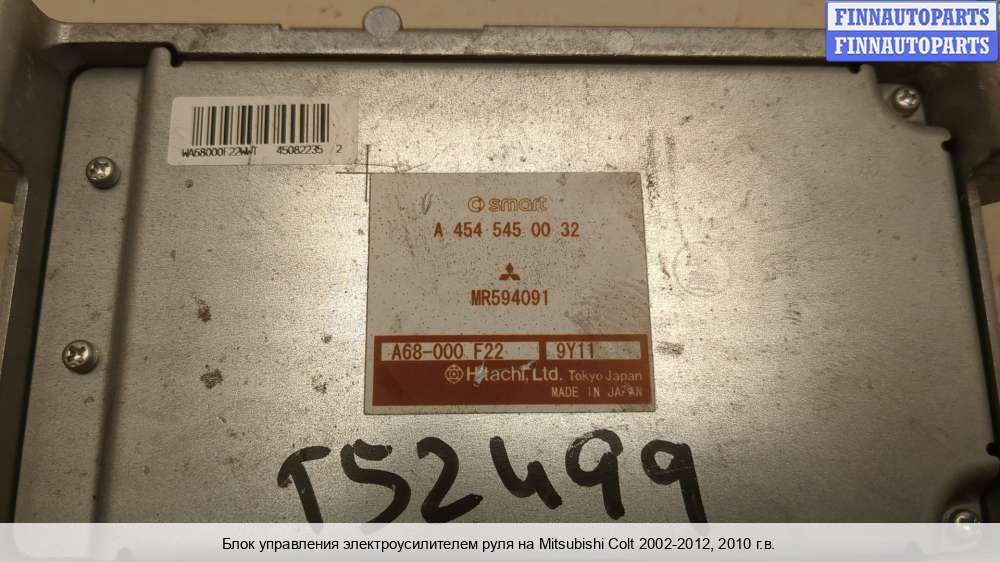 FINNAUTOPARTS
FINNAUTOPARTS
WA68000F22WWT 45082235 2
smart
A 454 545 00 32
MR594091
A68-000 F22 9Y11
Hitachi, Ltd. Tokyo Japan
MADE IN JAPAN
T52499
Блок управления электроусилителем руля на Mitsubishi Colt 2002-2012, 2010 г.в.